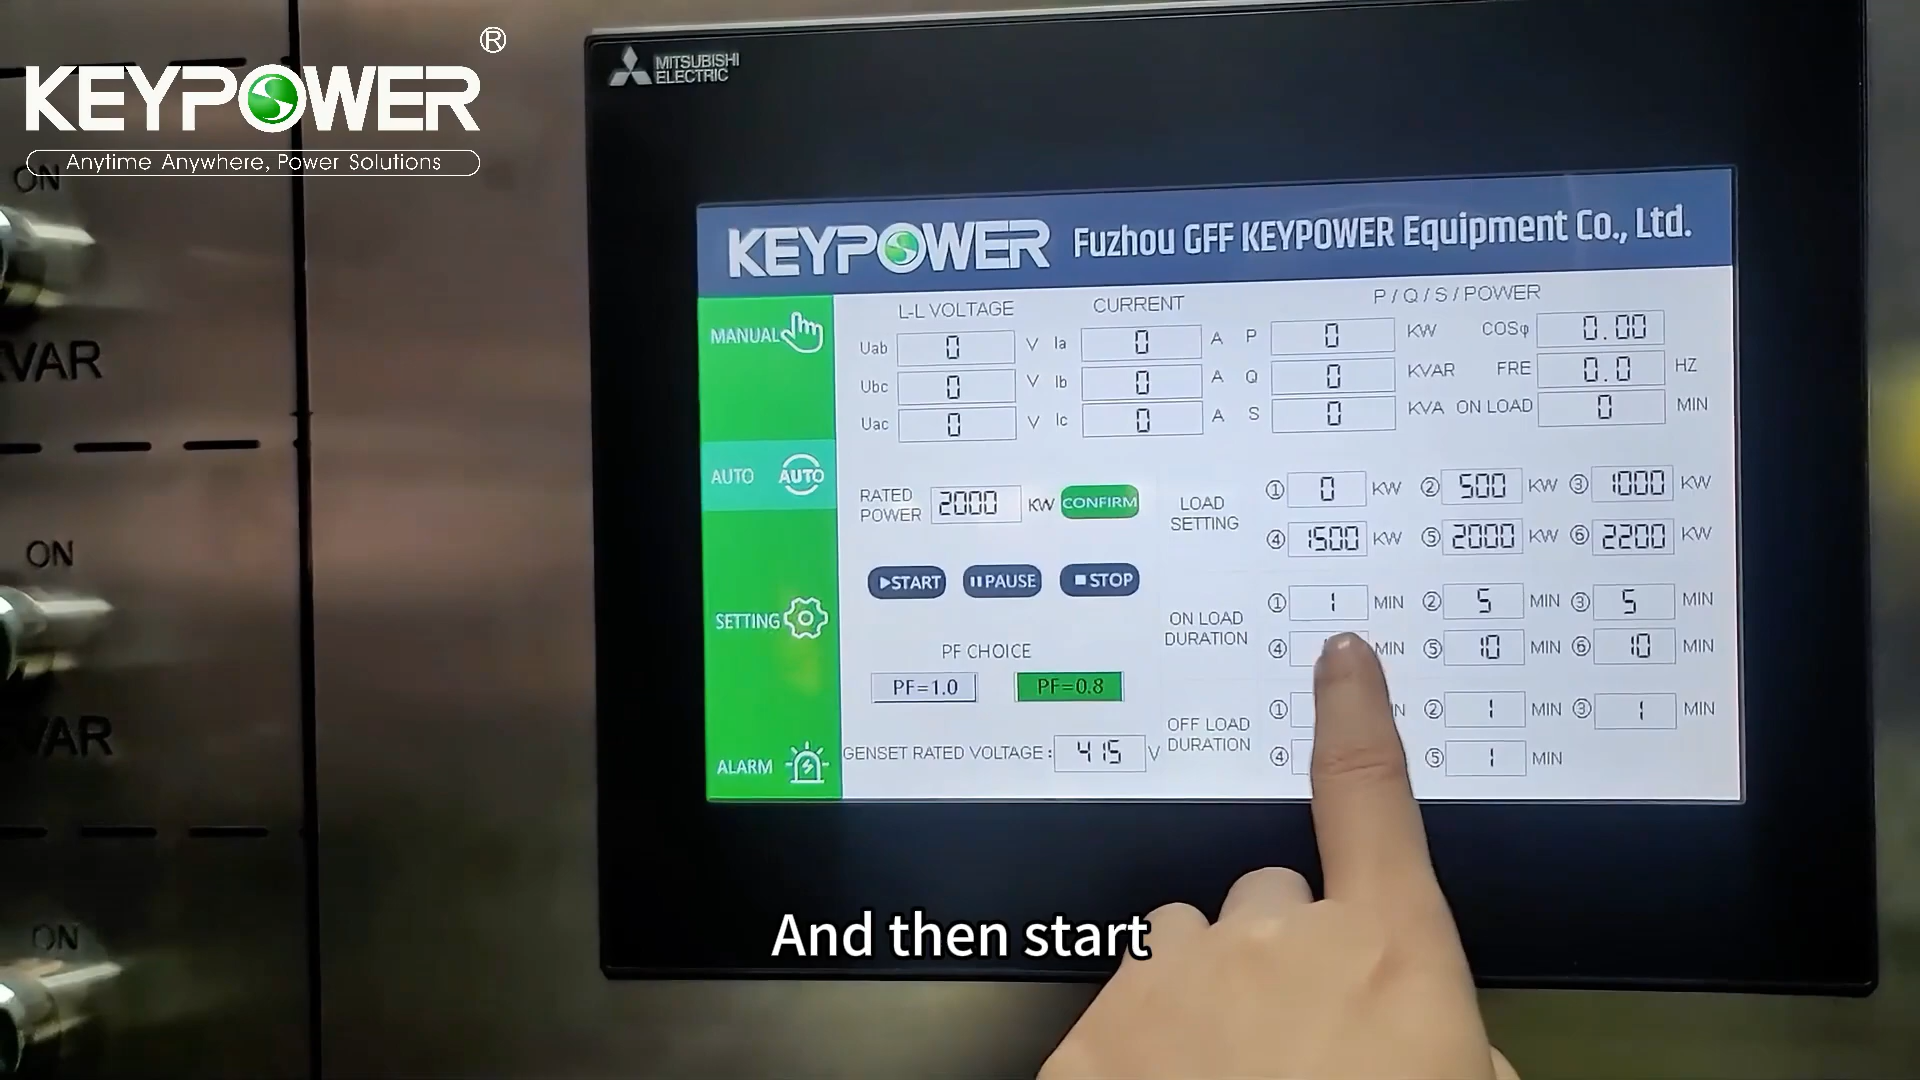 KEYPOWER®
Anytime Anywhere, Power Solutions
ON
VAR
ON
VAR
ON
MITSUBISHI
ELECTRIC
KEYPOWER Fuzhou GFF KEYPOWER Equipment Co., Ltd.
MANUAL
AUTO AUTO
SETTING
ALARM
L-L VOLTAGE CURRENT P / Q / S / POWER
Uab 0 V Ia 0 A P 0 KW COSφ 0.00
Ubc 0 V Ib 0 A Q 0 KVAR FRE 0.0 HZ
Uac 0 V Ic 0 A S 0 KVA ON LOAD 0 MIN
RATED POWER 2000 KW CONFIRM
START PAUSE STOP
PF CHOICE
PF=1.0 PF=0.8
GENSET RATED VOLTAGE : 415 V
LOAD SETTING
① 0 KW ② 500 KW ③ 1000 KW
④ 1500 KW ⑤ 2000 KW ⑥ 2200 KW
ON LOAD DURATION
① 1 MIN ② 5 MIN ③ 5 MIN
④ MIN ⑤ 10 MIN ⑥ 10 MIN
OFF LOAD DURATION
① ② 1 MIN ③ 1 MIN
④ ⑤ 1 MIN
And then start